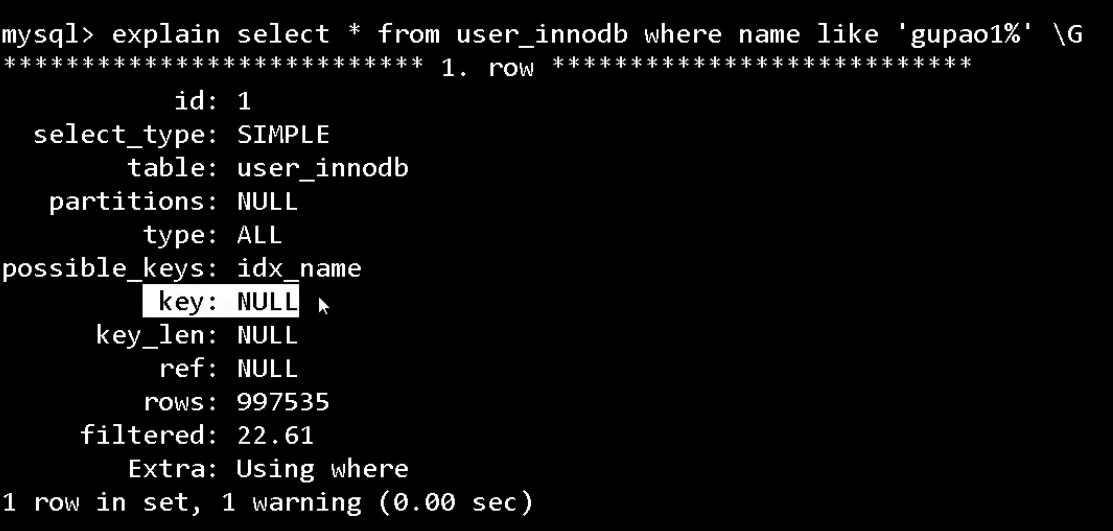 mysql> explain select * from user_innodb where name like 'gupao1%' \G
*************************** 1. row ***************************
id: 1
select_type: SIMPLE
table: user_innodb
partitions: NULL
type: ALL
possible_keys: idx_name
key: NULL
key_len: NULL
ref: NULL
rows: 997535
filtered: 22.61
Extra: Using where
1 row in set, 1 warning (0.00 sec)